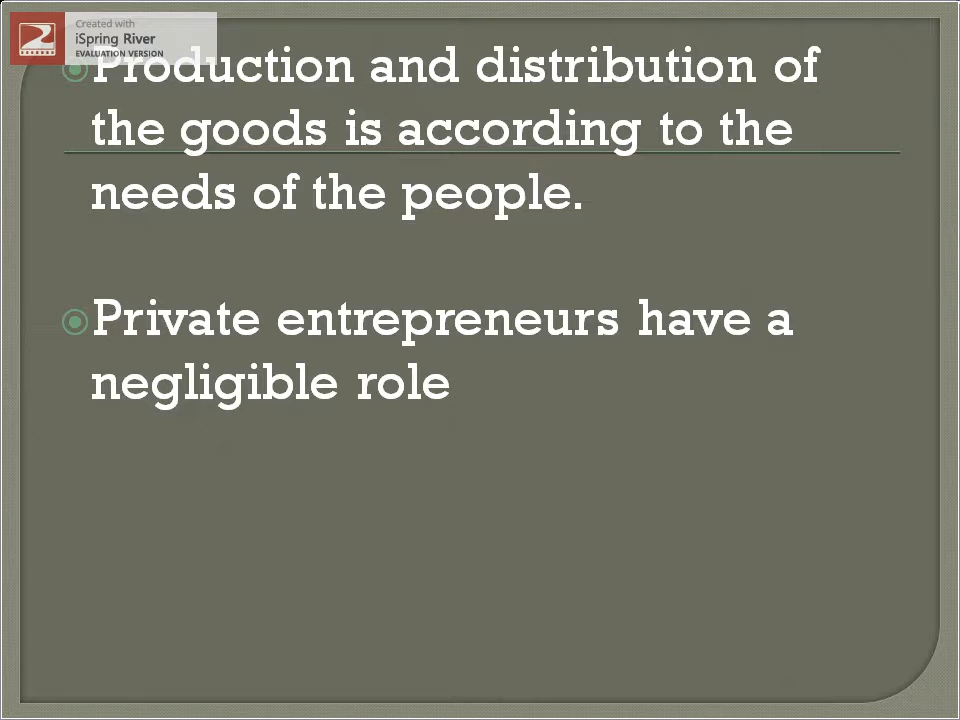 Created with
iSpring River
EVALUATION VERSION
Production and distribution of
the goods is according to the
needs of the people.
Private entrepreneurs have a
negligible role